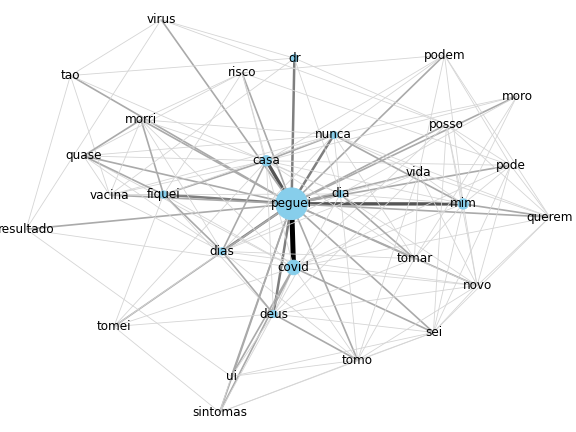 virus
dr
podem
tao
risco
moro
morri
posso
nunca
quase
casa
pode
vida
vacina
fiquei
dia
peguei
mim
querem
resultado
dias
tomar
covid
novo
deus
tomei
sei
tomo
ui
sintomas